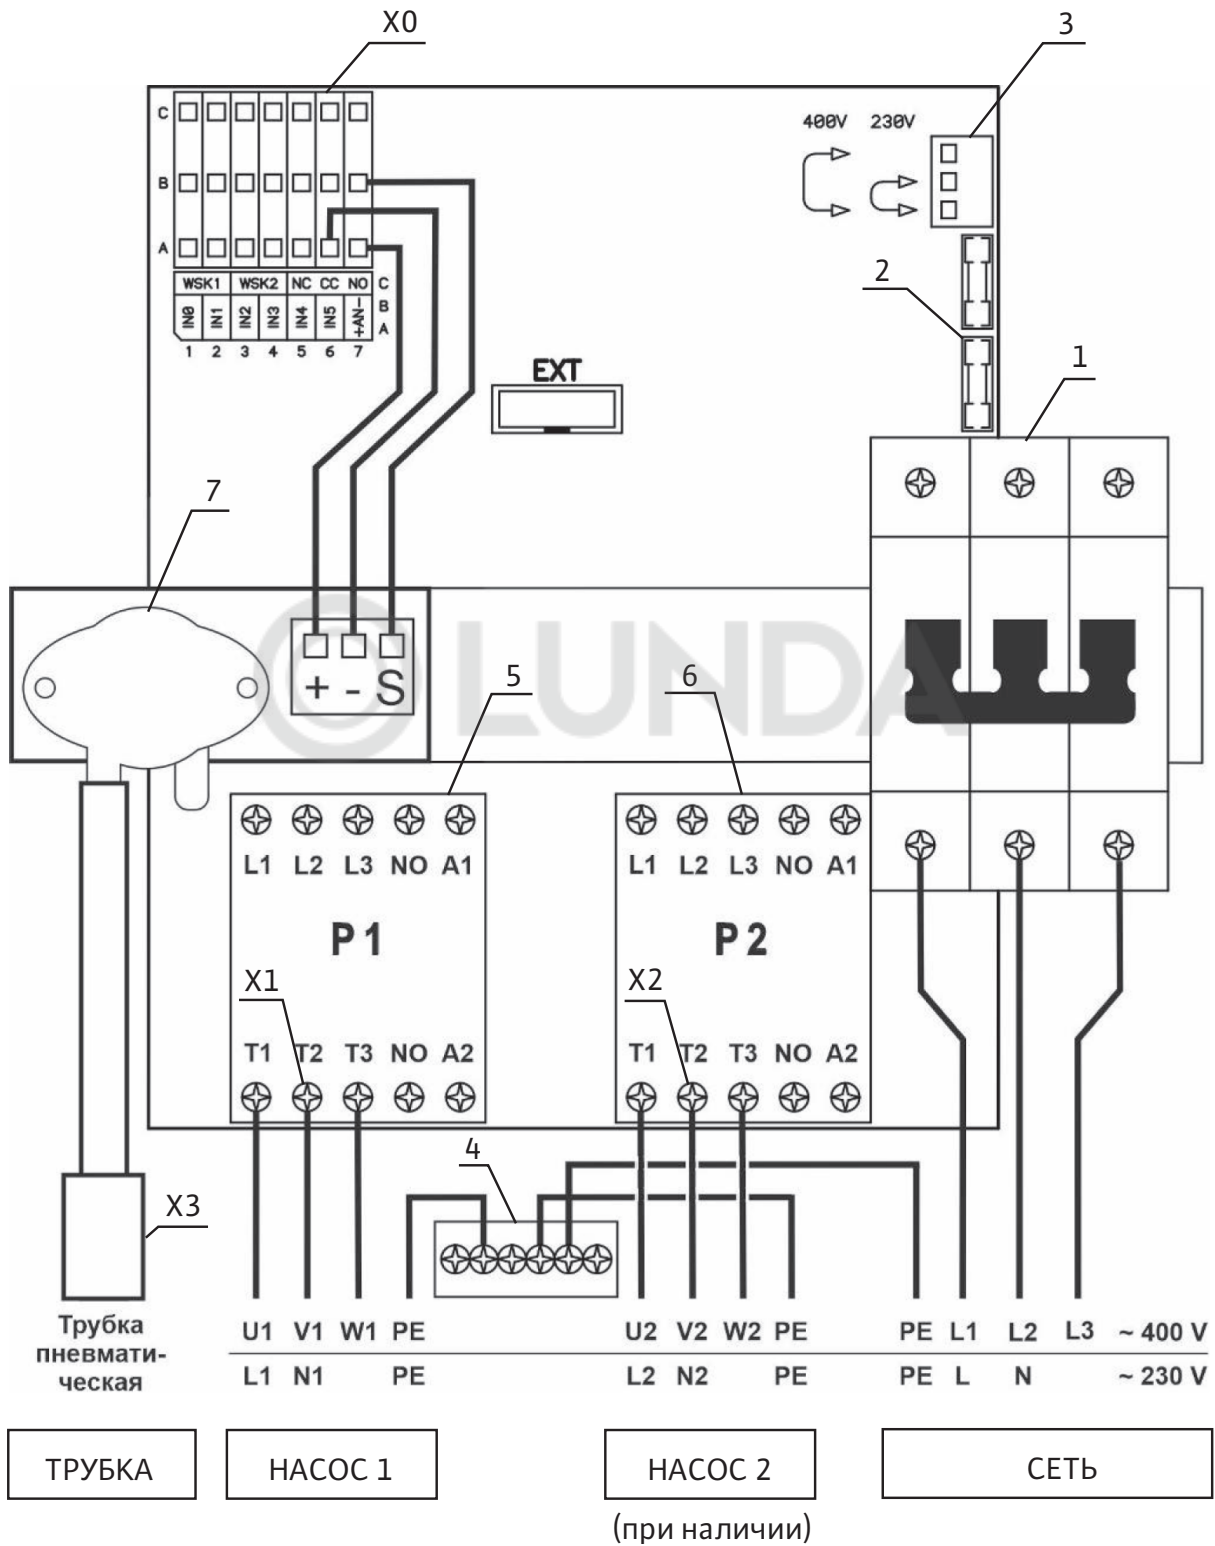 X0
3
C
B
A
400V 230V
WSK1 WSK2 NC CC NO C
B
A
IN0 IN1 IN2 IN3 IN4 IN5 +AN-
1 2 3 4 5 6 7
2
1
EXT
7
LUNDA
+ - S
5
6
L1 L2 L3 NO A1
L1 L2 L3 NO A1
P1
P2
X1
X2
T1 T2 T3 NO A2
T1 T2 T3 NO A2
4
X3
Трубка
пневмати-
ческая
U1 V1 W1 PE
U2 V2 W2 PE
PE L1 L2 L3 ~ 400 V
L1 N1 PE
L2 N2 PE
PE L N ~ 230 V
ТРУБКА
НАСОС 1
НАСОС 2
СЕТЬ
(при наличии)